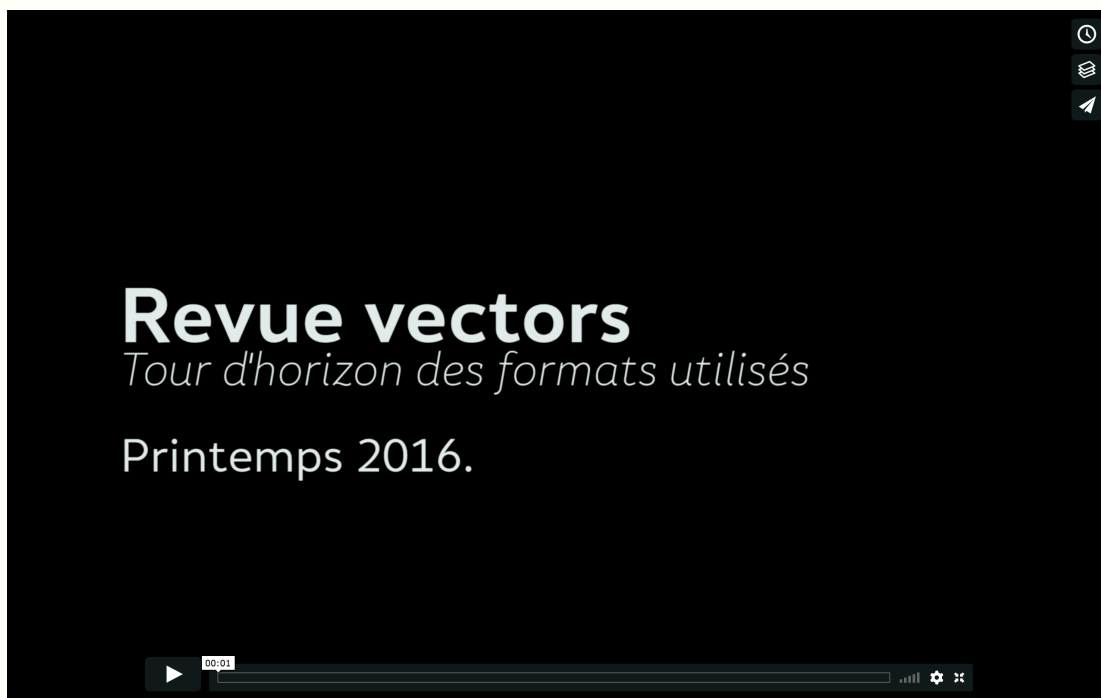 Revue vectors
Tour d'horizon des formats utilisés
Printemps 2016.
00:01